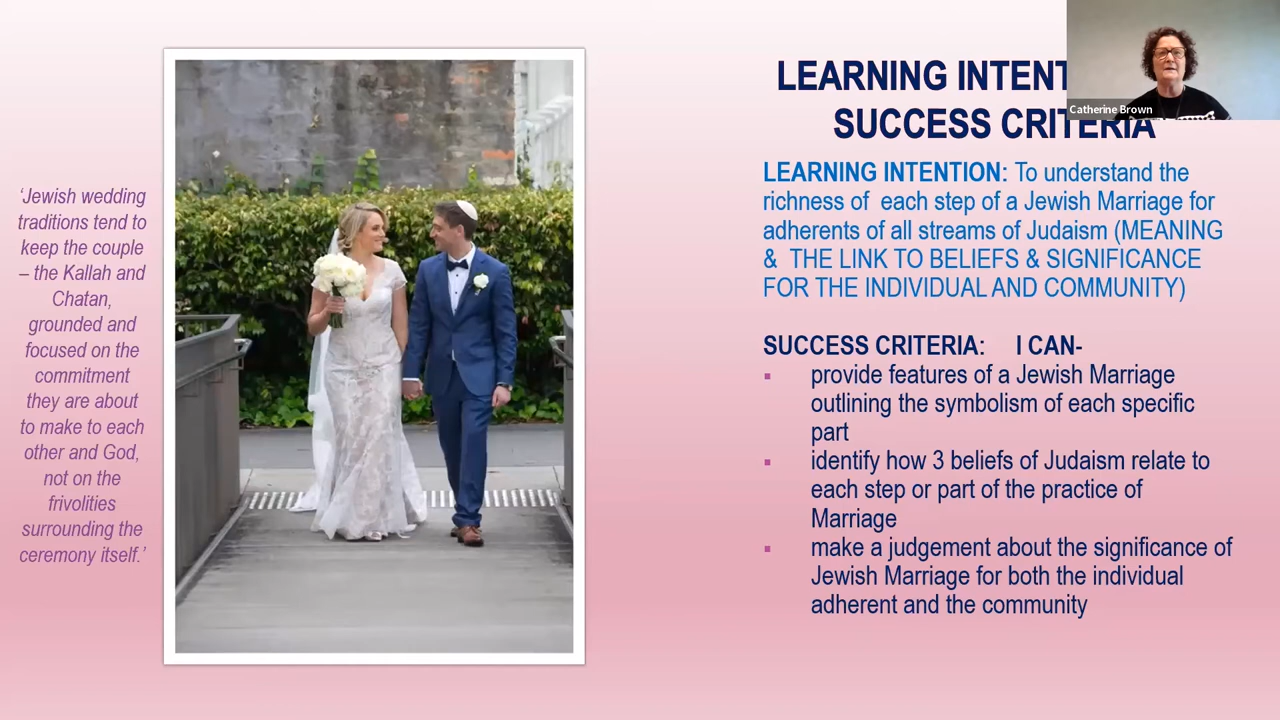 'Jewish wedding
traditions tend to
keep the couple
– the Kallah and
Chatan,
grounded and
focused on the
commitment
they are about
to make to each
other and God,
not on the
frivolities
surrounding the
ceremony itself.'
LEARNING INTENT
SUCCESS CRITERIA
Catherine Brown
LEARNING INTENTION: To understand the
richness of  each step of a Jewish Marriage for
adherents of all streams of Judaism (MEANING
&  THE LINK TO BELIEFS & SIGNIFICANCE
FOR THE INDIVIDUAL AND COMMUNITY)
SUCCESS CRITERIA:    I CAN-
▪ provide features of a Jewish Marriage
outlining the symbolism of each specific
part
▪ identify how 3 beliefs of Judaism relate to
each step or part of the practice of
Marriage
▪ make a judgement about the significance of
Jewish Marriage for both the individual
adherent and the community